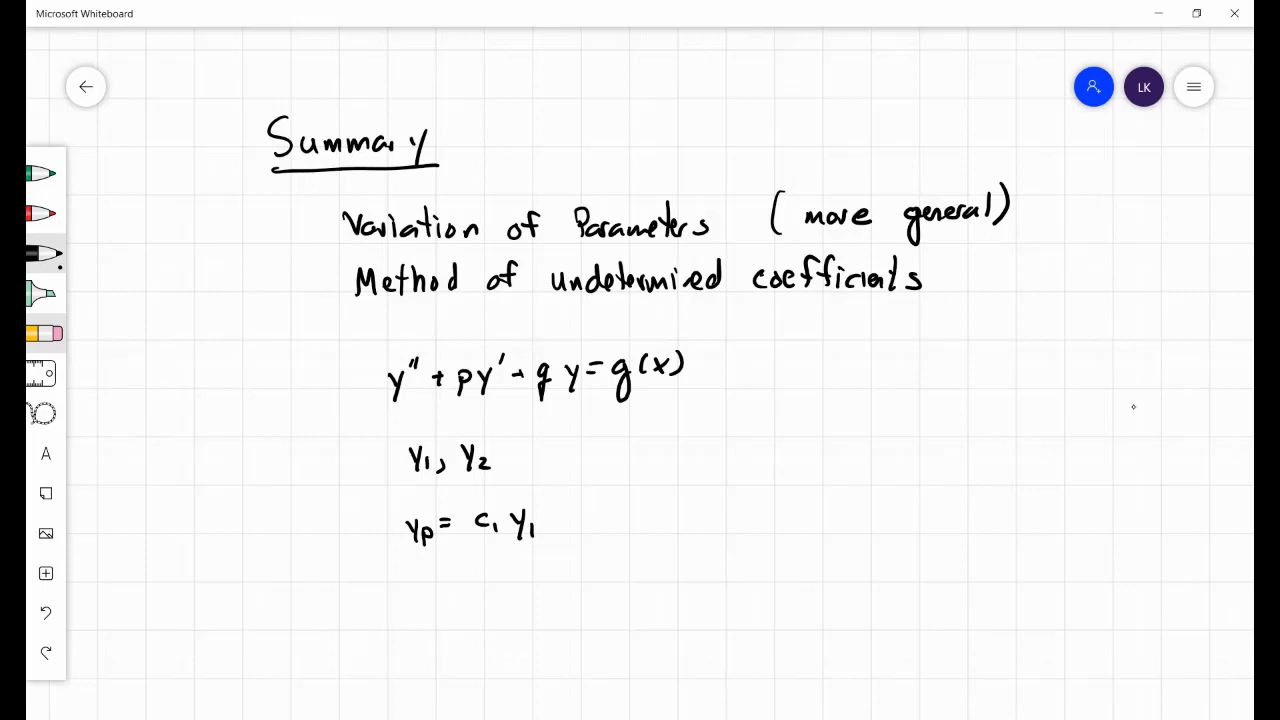 Microsoft Whiteboard
LK
Summary
Variation of Parameters (more general)
Method of undetermined coefficients
y'' + py' + q y = g(x)
y₁, y₂
yp = c₁ y₁
A